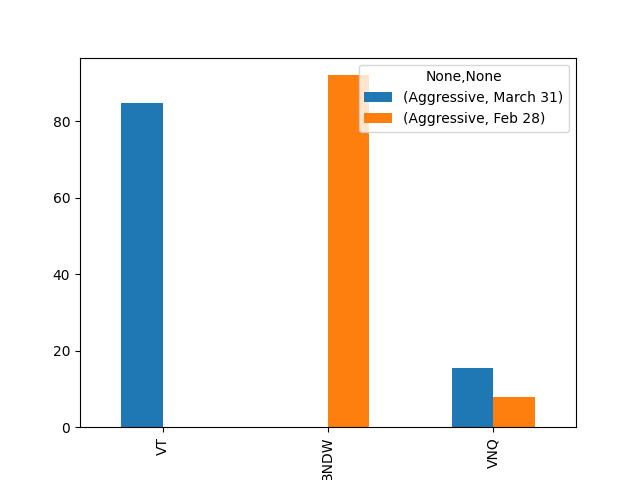 None,None
(Aggressive, March 31)
(Aggressive, Feb 28)
80
60
40
20
0
VT
BNDW
VNQ